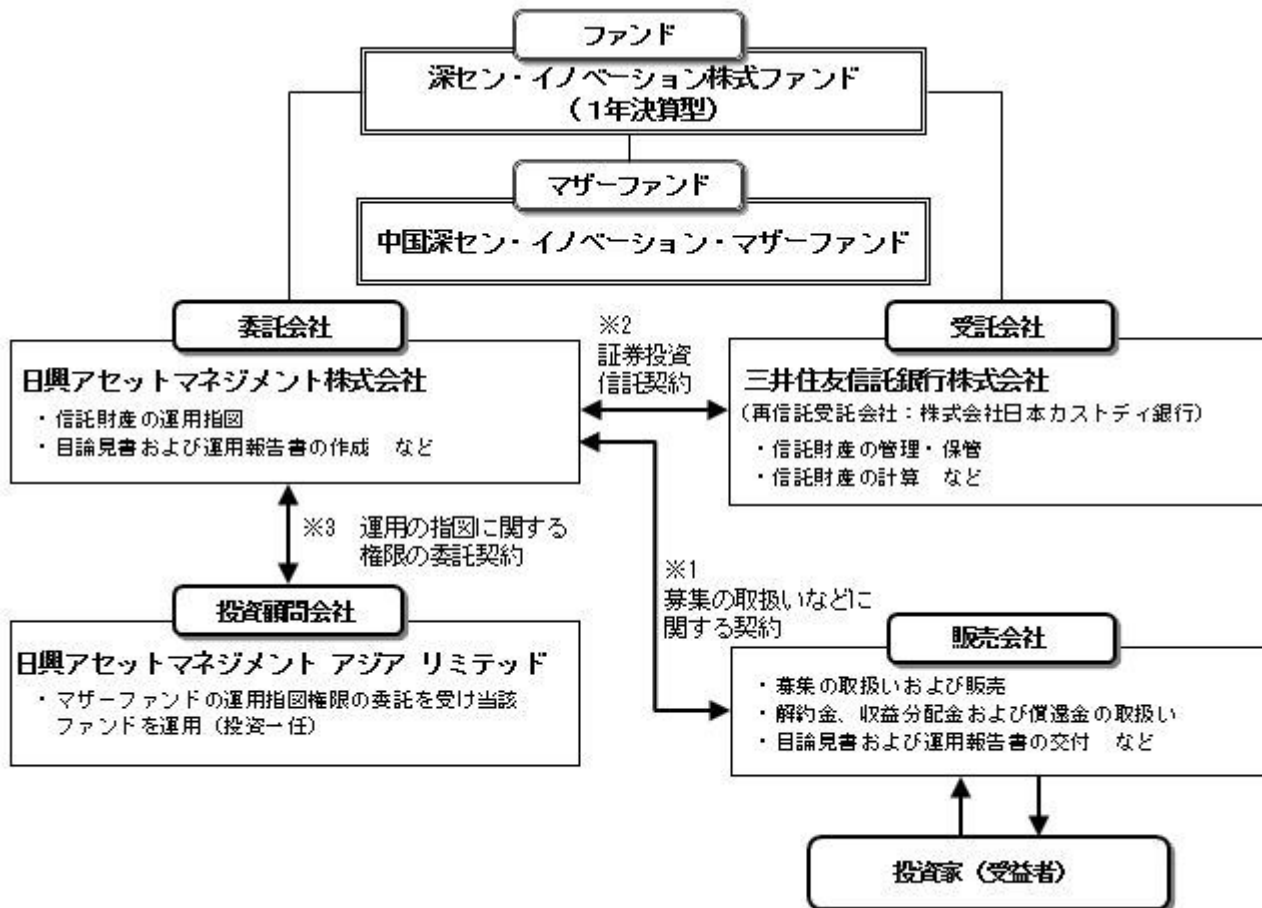 ファンド
深セン・イノベーション株式ファンド
(1年決算型)
マザーファンド
中国深セン・イノベーション・マザーファンド
委託会社
日興アセットマネジメント株式会社
・信託財産の運用指図
・目論見書および運用報告書の作成 など
※2
証券投資
信託契約
受託会社
三井住友信託銀行株式会社
(再信託受託会社:株式会社日本カストディ銀行)
・信託財産の管理・保管
・信託財産の計算 など
※3 運用の指図に関する
権限の委託契約
投資顧問会社
日興アセットマネジメント アジア リミテッド
・マザーファンドの運用指図権限の委託を受け当該
ファンドを運用(投資一任)
※1
募集の取扱いなどに
関する契約
販売会社
・募集の取扱いおよび販売
・解約金、収益分配金および償還金の取扱い
・目論見書および運用報告書の交付 など
投資家(受益者)